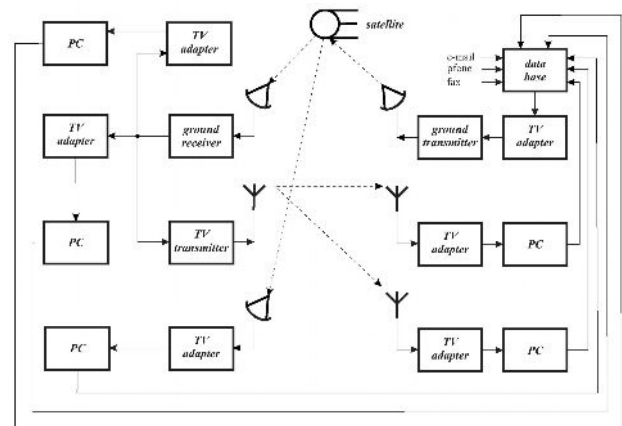 satellite
PC
TV
adapter
e-mail
pfone
fax
data
base
TV
adapter
ground
receiver
ground
transmitter
TV
adapter
PC
TV
transmitter
TV
adapter
PC
PC
TV
adapter
TV
adapter
PC